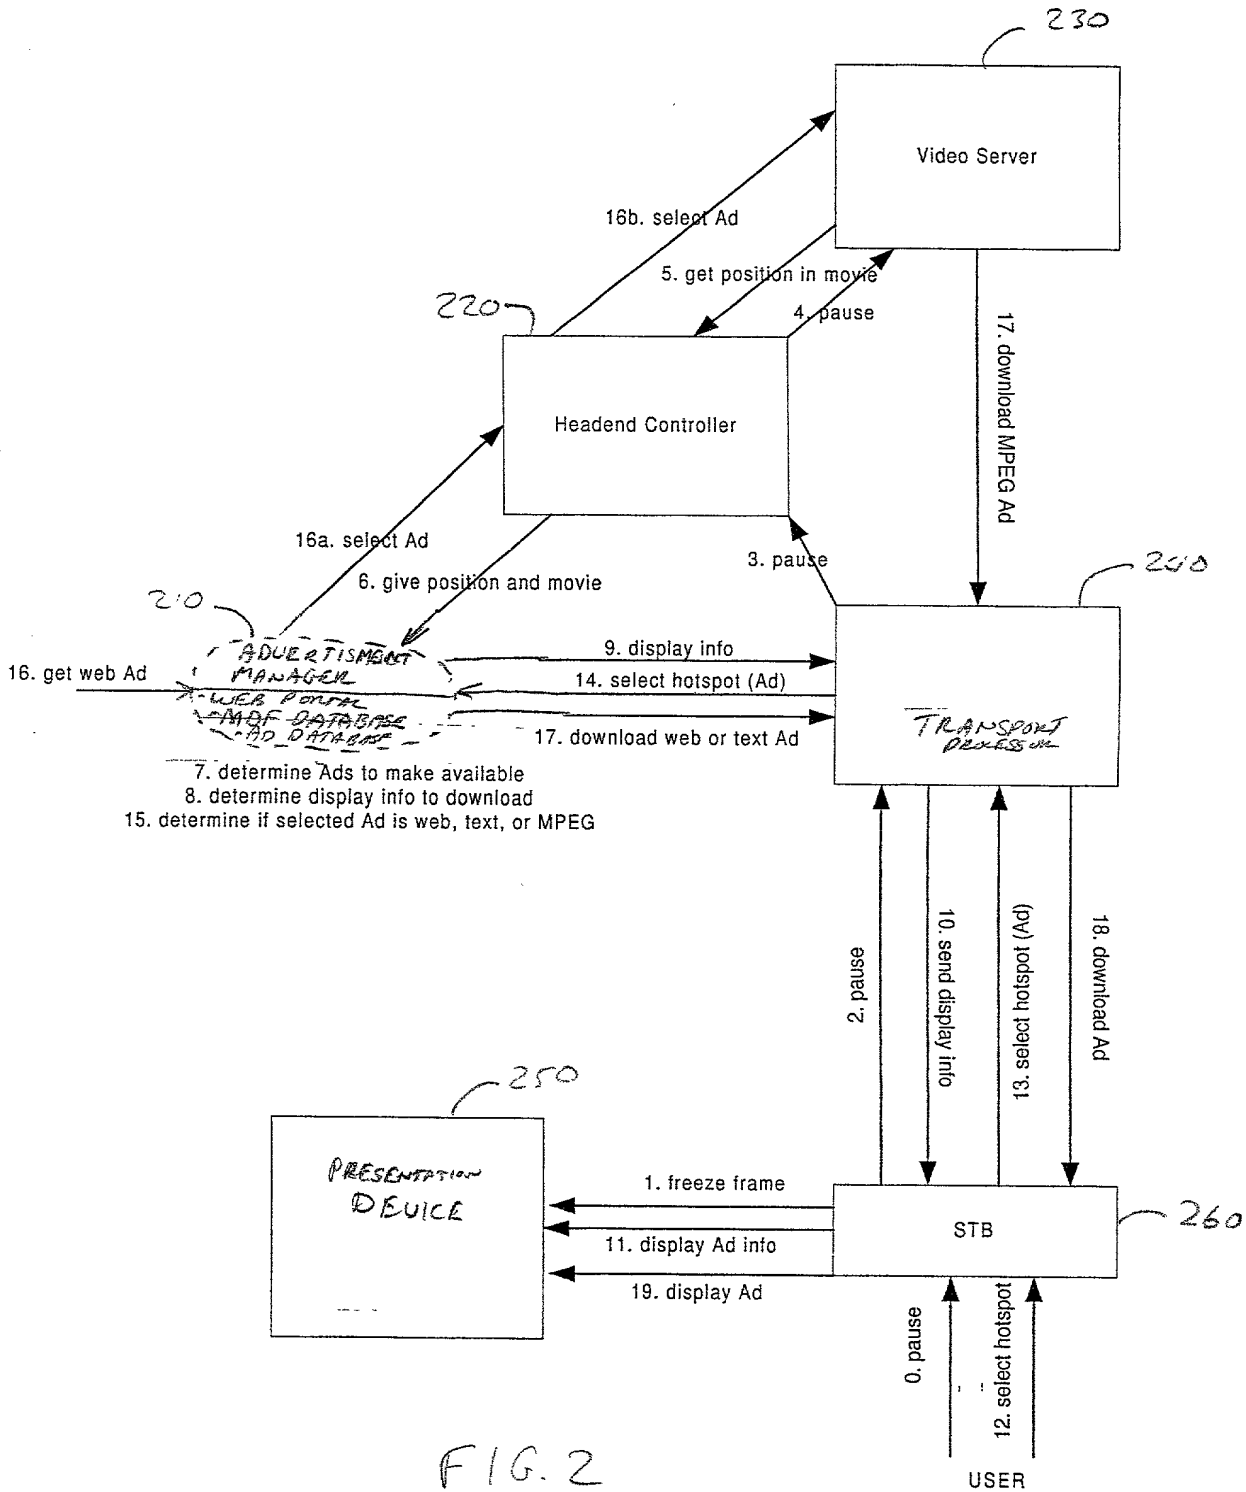 230
Video Server
16b. select Ad
5. get position in movie
4. pause
220
17. download MPEG Ad
Headend Controller
16a. select Ad
3. pause
6. give position and movie
240
210
ADVERTISMENT
MANAGER
16. get web Ad
9. display info
14. select hotspot (Ad)
- WEB PORTAL
- MDF DATABASE
- AD DATABASE
17. download web or text Ad
TRANSPORT
PROCESSOR
7. determine Ads to make available
8. determine display info to download
15. determine if selected Ad is web, text, or MPEG
2. pause
10. send display info
13. select hotspot (Ad)
18. download Ad
250
PRESENTATION
DEVICE
1. freeze frame
11. display Ad info
19. display Ad
STB
260
0. pause
12. select hotspot
USER
FIG. 2